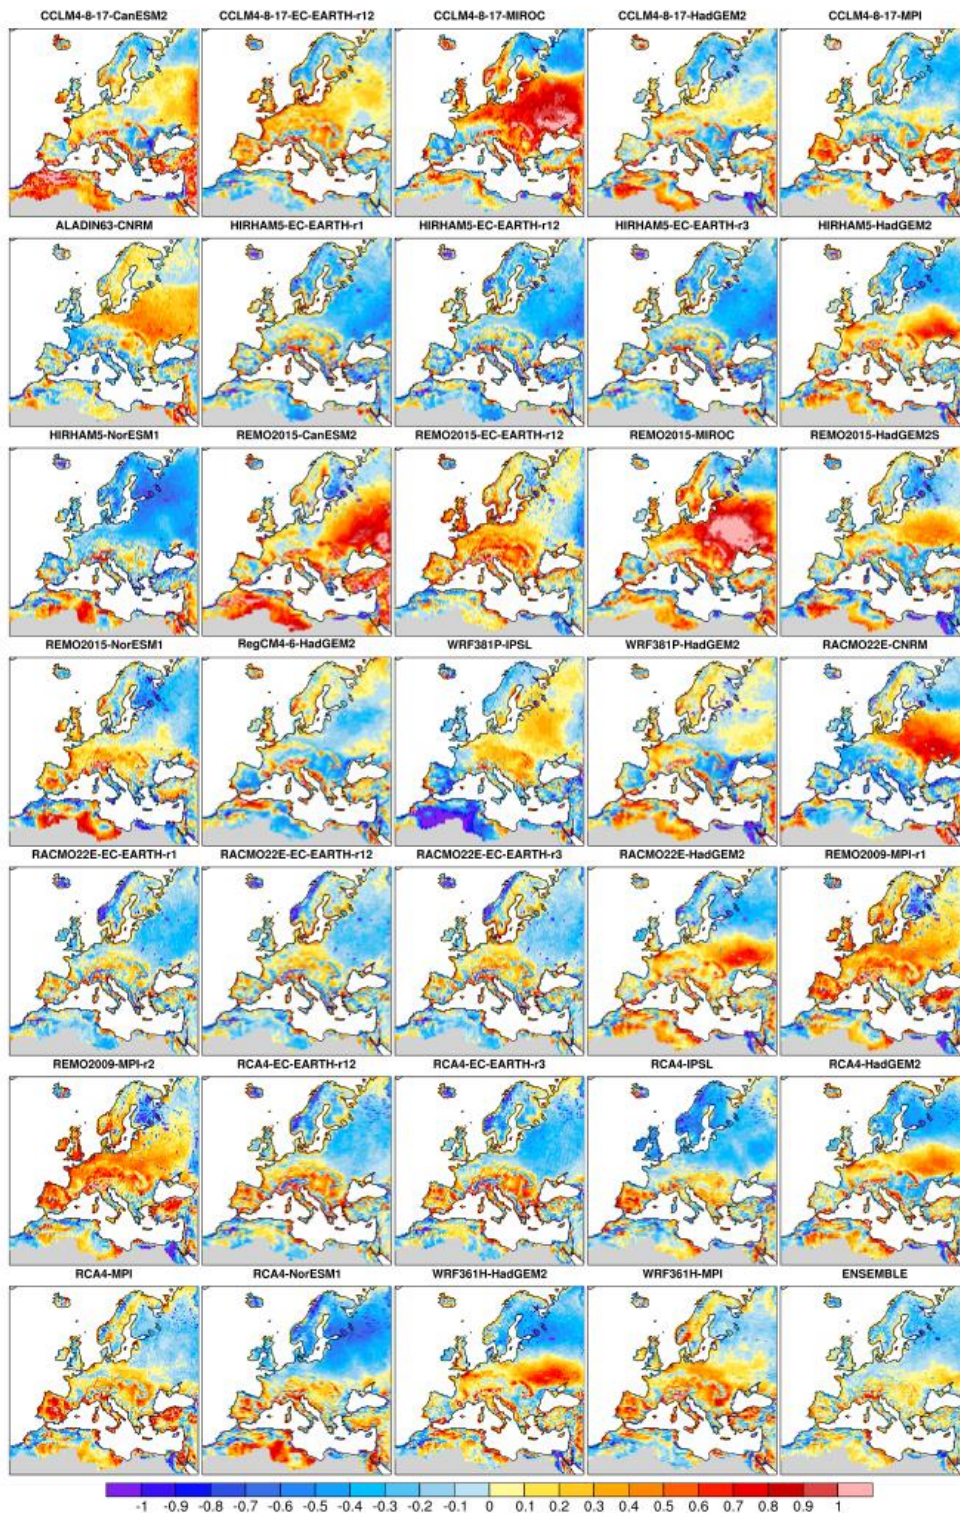 CCLM4-8-17-CanESM2 CCLM4-8-17-EC-EARTH-r12 CCLM4-8-17-MIROC CCLM4-8-17-HadGEM2 CCLM4-8-17-MPI
ALADIN63-CNRM HIRHAM5-EC-EARTH-r1 HIRHAM5-EC-EARTH-r12 HIRHAM5-EC-EARTH-r3 HIRHAM5-HadGEM2
HIRHAM5-NorESM1 REMO2015-CanESM2 REMO2015-EC-EARTH-r12 REMO2015-MIROC REMO2015-HadGEM2S
REMO2015-NorESM1 RegCM4-6-HadGEM2 WRF381P-IPSL WRF381P-HadGEM2 RACMO22E-CNRM
RACMO22E-EC-EARTH-r1 RACMO22E-EC-EARTH-r12 RACMO22E-EC-EARTH-r3 RACMO22E-HadGEM2 REMO2009-MPI-r1
REMO2009-MPI-r2 RCA4-EC-EARTH-r12 RCA4-EC-EARTH-r3 RCA4-IPSL RCA4-HadGEM2
RCA4-MPI RCA4-NorESM1 WRF361H-HadGEM2 WRF361H-MPI ENSEMBLE
-1 -0.9 -0.8 -0.7 -0.6 -0.5 -0.4 -0.3 -0.2 -0.1 0 0.1 0.2 0.3 0.4 0.5 0.6 0.7 0.8 0.9 1